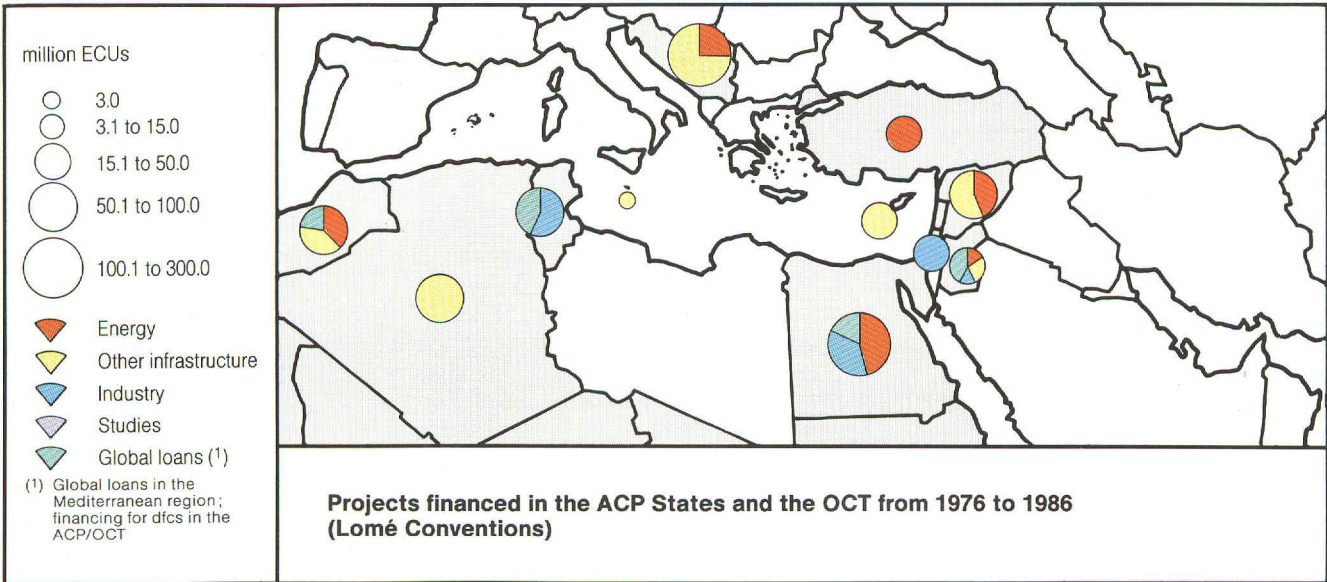 million ECUs
3.0
3.1 to 15.0
15.1 to 50.0
50.1 to 100.0
100.1 to 300.0
Energy
Other infrastructure
Industry
Studies
Global loans (1)
(1) Global loans in the
Mediterranean region;
financing for dfcs in the
ACP/OCT
Projects financed in the ACP States and the OCT from 1976 to 1986
(Lomé Conventions)